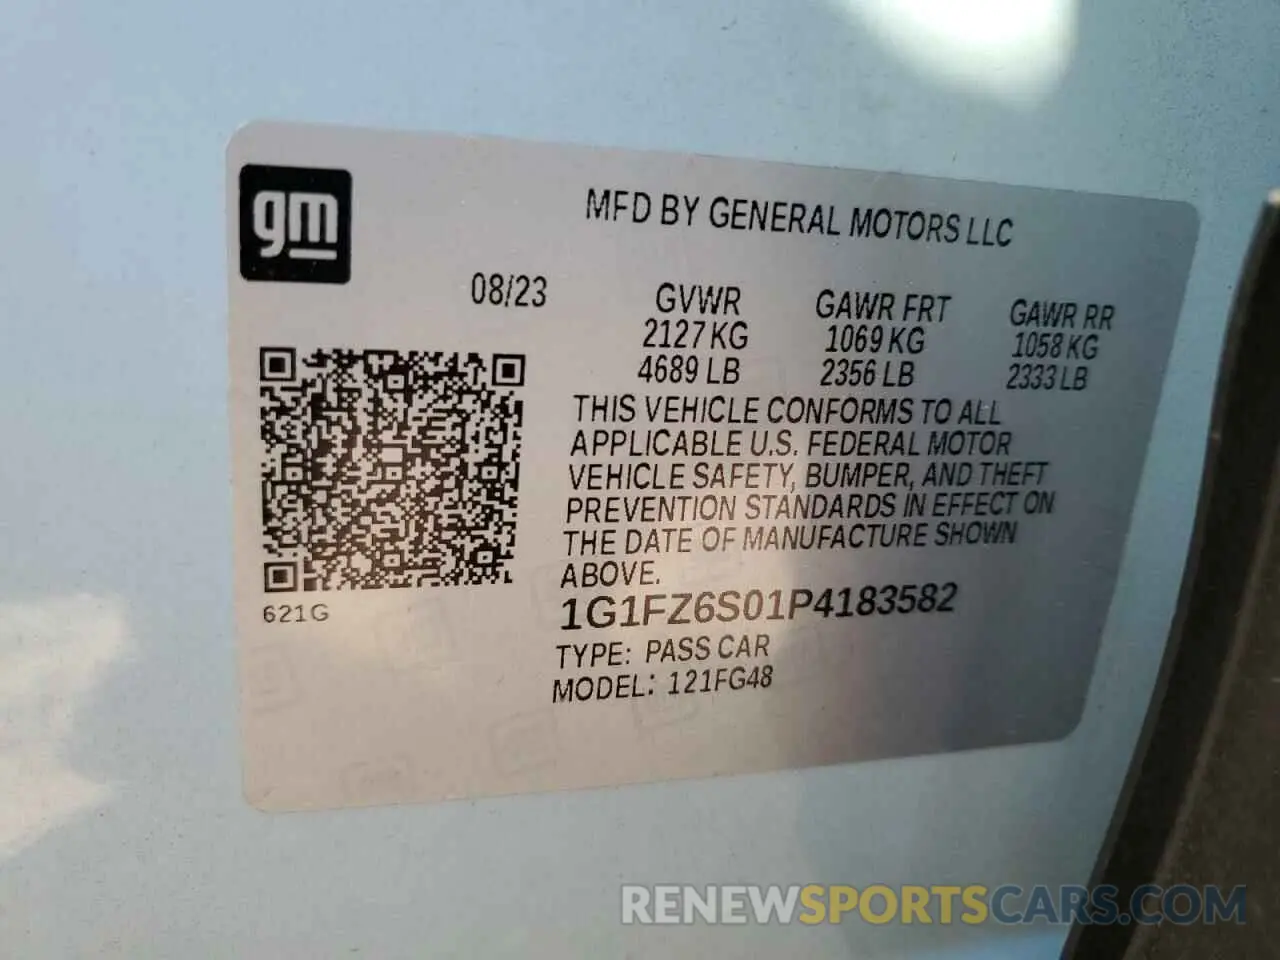 gm
MFD BY GENERAL MOTORS LLC
08/23
GVWR GAWR FRT GAWR RR
2127 KG 1069 KG 1058 KG
4689 LB 2356 LB 2333 LB
THIS VEHICLE CONFORMS TO ALL
APPLICABLE U.S. FEDERAL MOTOR
VEHICLE SAFETY, BUMPER, AND THEFT
PREVENTION STANDARDS IN EFFECT ON
THE DATE OF MANUFACTURE SHOWN
ABOVE.
621G
1G1FZ6S01P4183582
TYPE: PASS CAR
MODEL: 121FG48
RENEWSPORTSCARS.COM